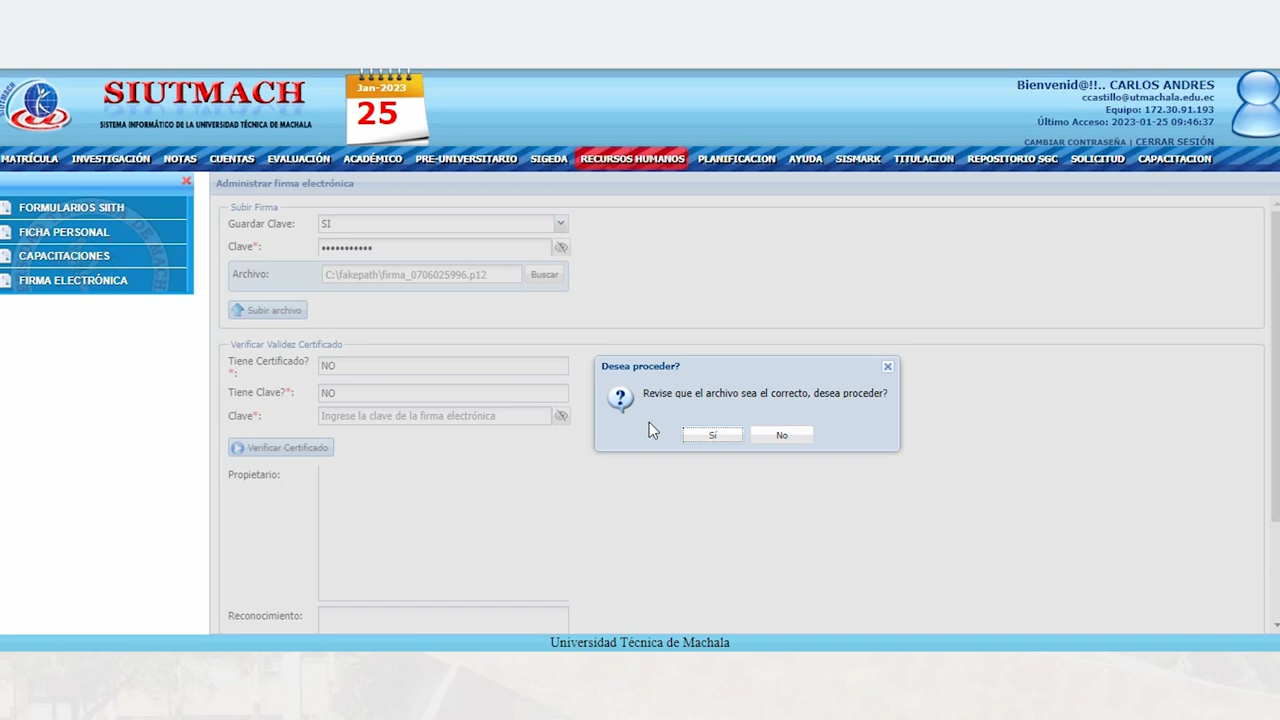 SIUTMACH
SISTEMA INFORMÁTICO DE LA UNIVERSIDAD TÉCNICA DE MACHALA
Jan-2023
25
Bienvenid@!!.. CARLOS ANDRES
ccastillo@utmachala.edu.ec
Equipo: 172.30.91.193
Último Acceso: 2023-01-25 09:46:37
CAMBIAR CONTRASEÑA | CERRAR SESIÓN
MATRÍCULA INVESTIGACIÓN NOTAS CUENTAS EVALUACIÓN ACADÉMICO PRE-UNIVERSITARIO SIGEDA RECURSOS HUMANOS PLANIFICACION AYUDA SISMARK TITULACION REPOSITORIO SGC SOLICITUD CAPACITACION
FORMULARIOS SIITH
FICHA PERSONAL
CAPACITACIONES
FIRMA ELECTRÓNICA
Administrar firma electrónica
Subir Firma
Guardar Clave: SI
Clave*: •••••••••••
Archivo: C:\fakepath\firma_0706025996.p12 Buscar
Subir archivo
Verificar Validez Certificado
Tiene Certificado?*: NO
Tiene Clave?*: NO
Clave*: Ingrese la clave de la firma electrónica
Verificar Certificado
Propietario:
Reconocimiento:
Desea proceder?
Revise que el archivo sea el correcto, desea proceder?
Sí No
Universidad Técnica de Machala